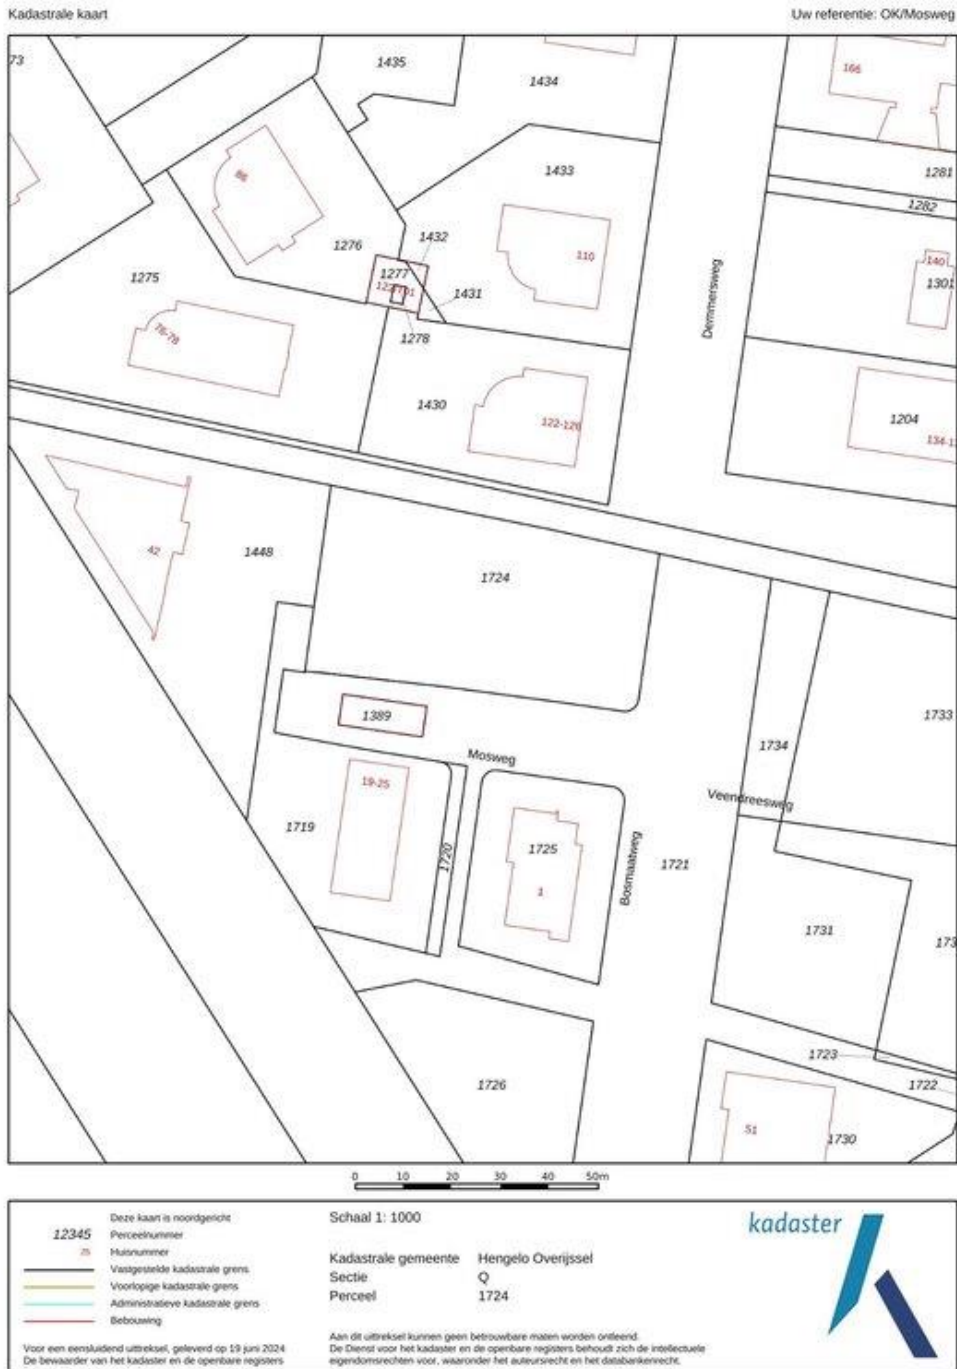 Kadastrale kaart
Uw referentie: OK/Mosweg
73
1435
1434
166
1433
1281
86
1282
1432
1276
110
1277
140
1275
1301
1431
Demmersweg
1278
76-78
1430
1204
122-126
134-1
42
1448
1724
1389
1733
1734
Mosweg
19-25
Veendreesweg
1719
1725
1720
Bosmaatweg
1721
1
1731
173
1723
1726
1722
51
1730
0 10 20 30 40 50m
Deze kaart is noordgericht
12345 Perceelnummer
25 Huisnummer
Vastgestelde kadastrale grens
Voorlopige kadastrale grens
Administratieve kadastrale grens
Bebouwing
Voor een eensluidend uittreksel, geleverd op 19 juni 2024
De bewaarder van het kadaster en de openbare registers
Schaal 1: 1000
Kadastrale gemeente Hengelo Overijssel
Sectie Q
Perceel 1724
Aan dit uittreksel kunnen geen betrouwbare maten worden ontleend.
De Dienst voor het kadaster en de openbare registers behoudt zich de intellectuele
eigendomsrechten voor, waaronder het auteursrecht en het databankenrecht.
kadaster